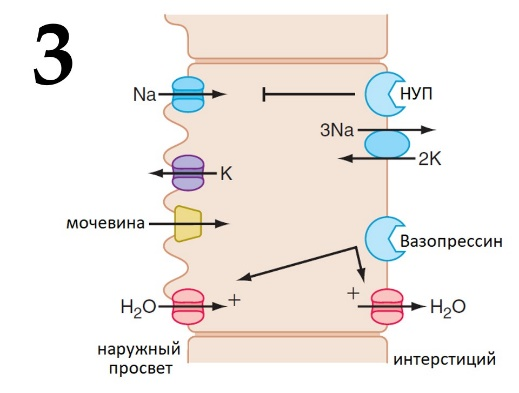 3
Na
НУП
3Na
2K
K
мочевина
Вазопрессин
H₂O
+
+
H₂O
наружный
просвет
интерстиций